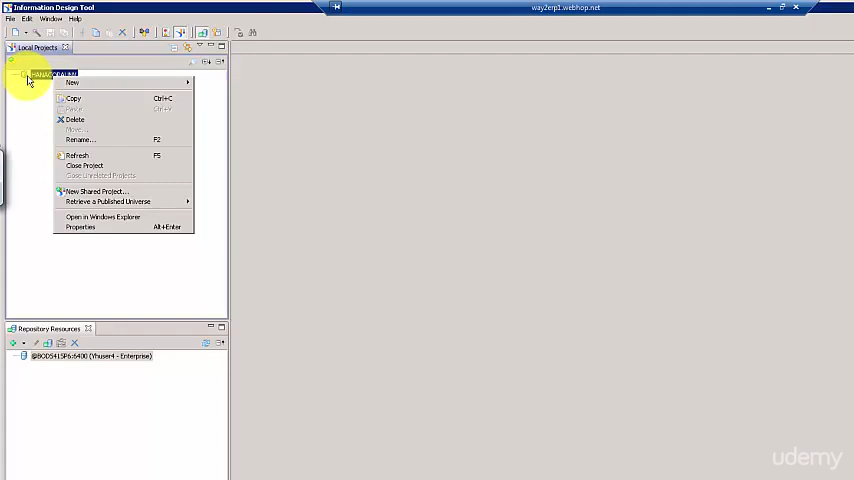 Information Design Tool
way2erp1.webhop.net
File Edit Window Help
Local Projects
New
Copy Ctrl+C
Paste Ctrl+V
Delete
Move...
Rename... F2
Refresh F5
Close Project
Close Unrelated Projects
New Shared Project...
Retrieve a Published Universe
Open in Windows Explorer
Properties Alt+Enter
Repository Resources
@BODS41SP6:6400 (Yhuser4 - Enterprise)
udemy